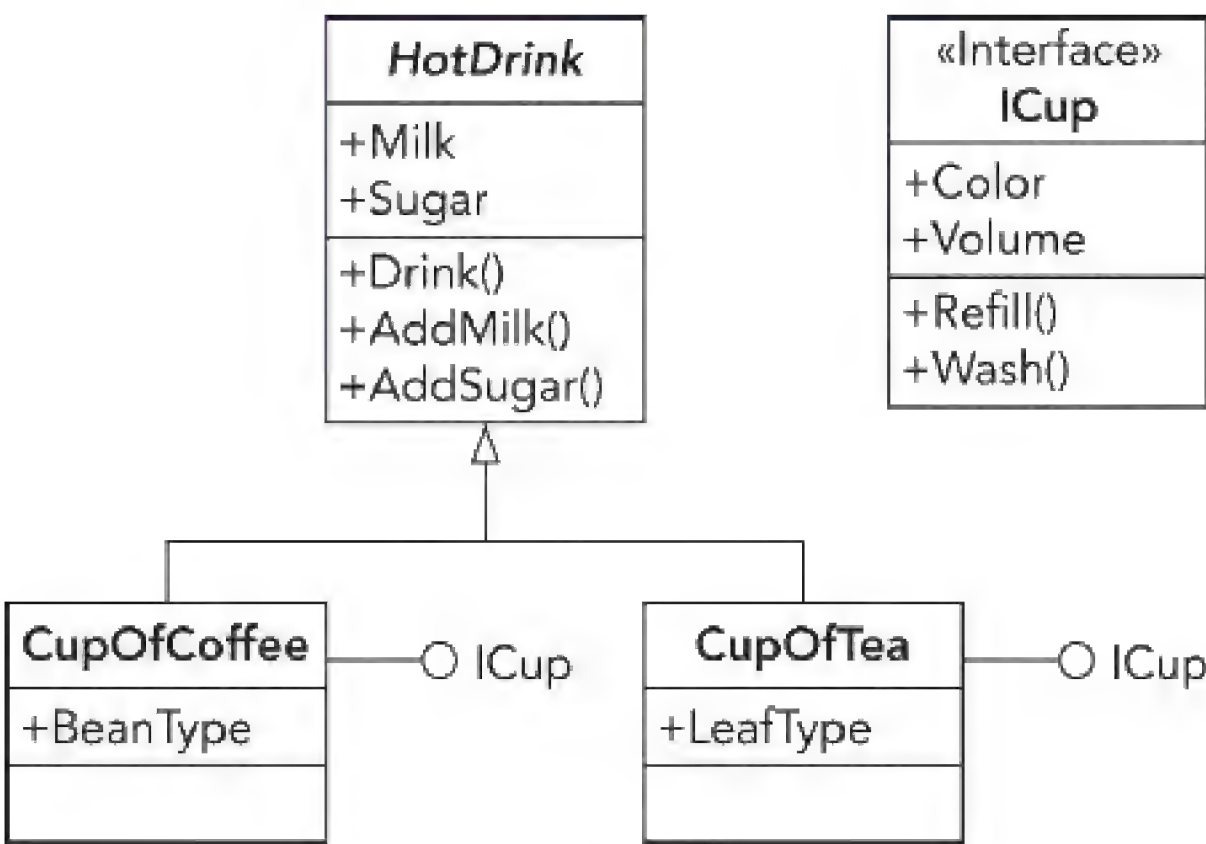 HotDrink
+Milk
+Sugar
+Drink()
+AddMilk()
+AddSugar()
«Interface»
ICup
+Color
+Volume
+Refill()
+Wash()
CupOfCoffee
+BeanType
ICup
CupOfTea
+LeafType
ICup